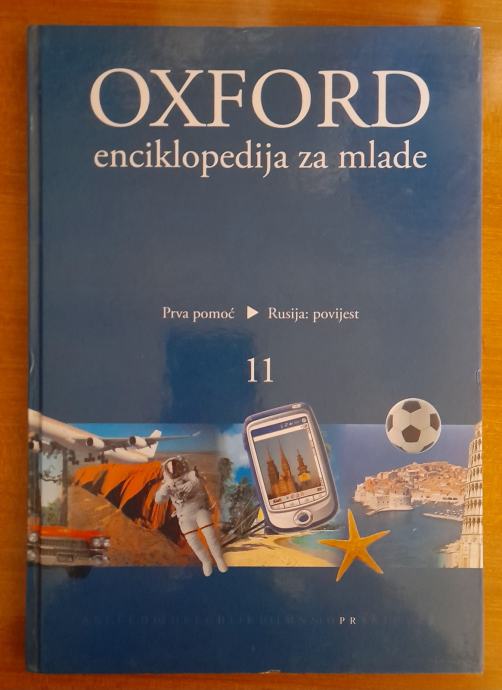 OXFORD
enciklopedija za mlade
Prva pomoć ▶ Rusija: povijest
11
P R